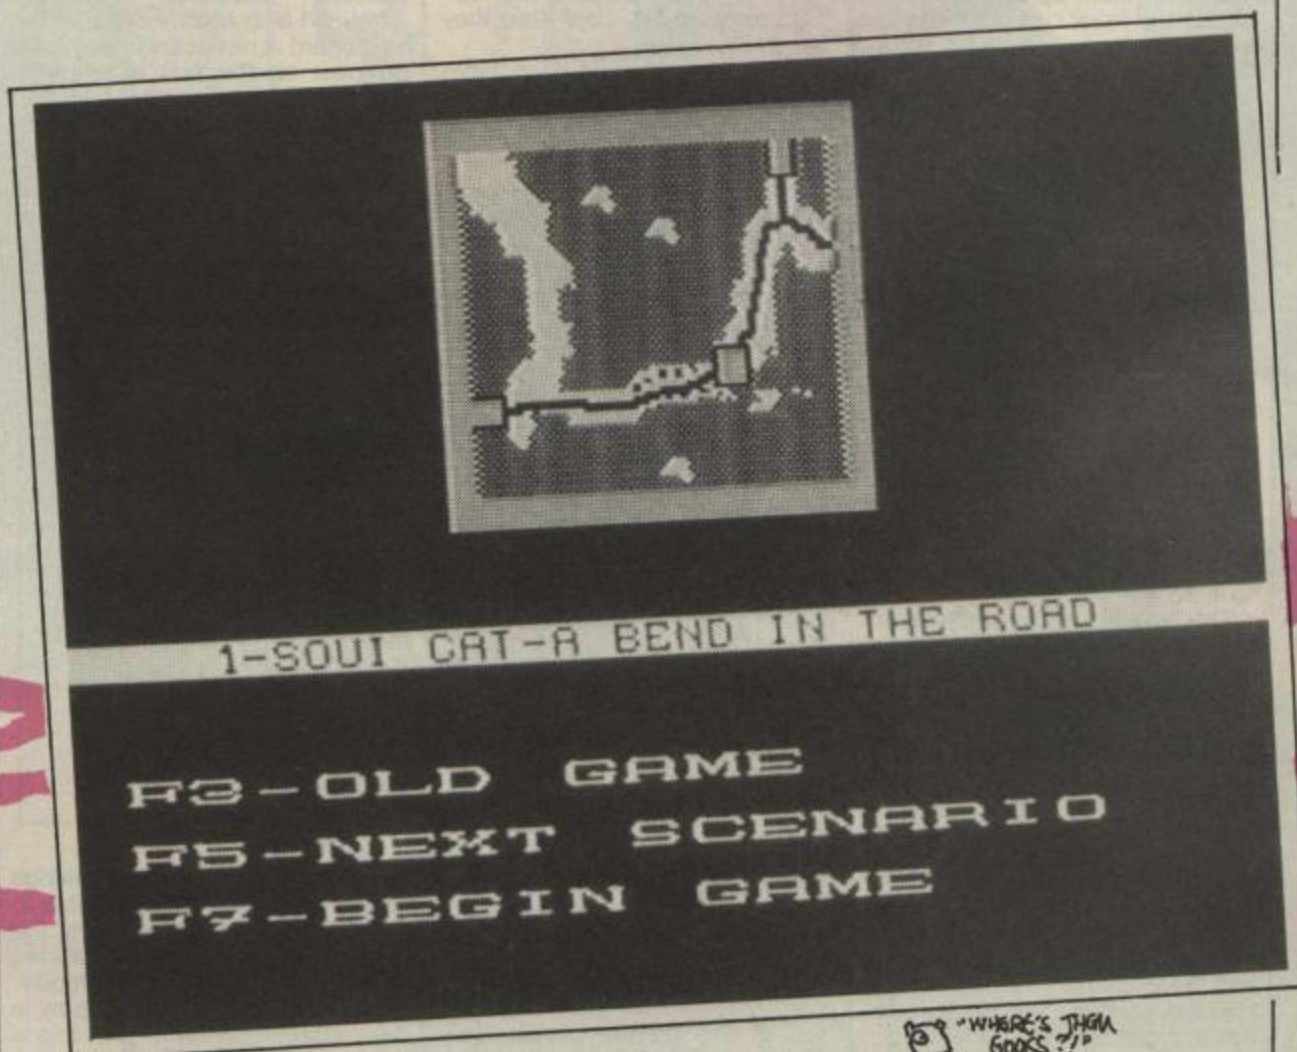 1-SOUI CAT-A BEND IN THE ROAD
F3-OLD GAME
F5-NEXT SCENARIO
F7-BEGIN GAME
"WHERE'S THEM
GOOKS ?!"